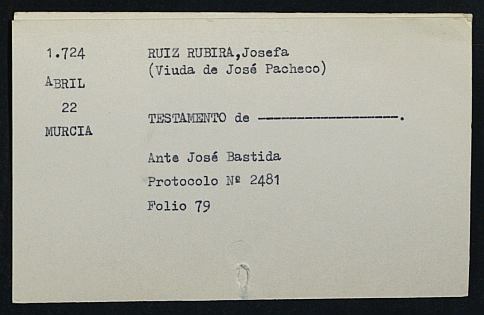 1.724 RUIZ RUBIRA,Josefa
ABRIL (Viuda de José Pacheco)
22
MURCIA TESTAMENTO de --------------------.
Ante José Bastida
Protocolo Nº 2481
Folio 79